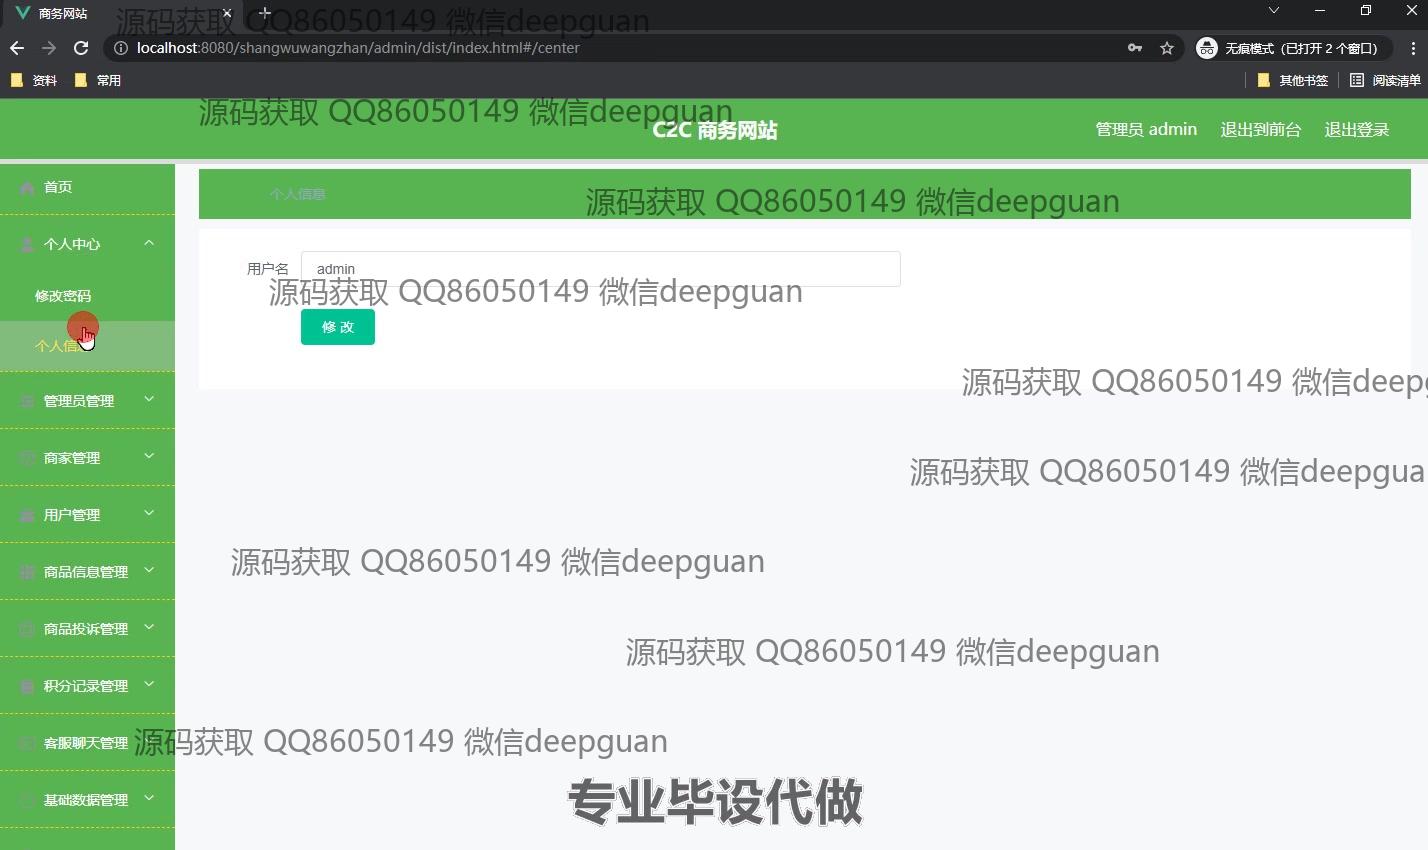 商务网站
源码获取 QQ86050149 微信deepguan
localhost:8080/shangwuwangzhan/admin/dist/index.html#/center
无痕模式（已打开 2 个窗口）
资料
常用
其他书签
阅读清单
源码获取 QQ86050149 微信deepguan
C2C 商务网站
管理员 admin
退出到前台
退出登录
首页
个人信息
源码获取 QQ86050149 微信deepguan
个人中心
用户名
admin
源码获取 QQ86050149 微信deepguan
修改密码
修 改
个人信息
源码获取 QQ86050149 微信deep
管理员管理
商家管理
源码获取 QQ86050149 微信deepgua
用户管理
源码获取 QQ86050149 微信deepguan
商品信息管理
商品投诉管理
源码获取 QQ86050149 微信deepguan
积分记录管理
客服聊天管理
源码获取 QQ86050149 微信deepguan
基础数据管理
专业毕设代做